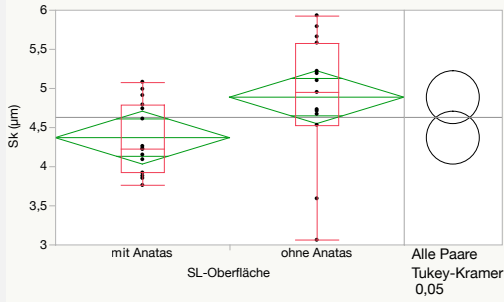 6
5,5
5
4,5
4
3,5
3
Sk (µm)
mit Anatas
ohne Anatas
SL-Oberfläche
Alle Paare
Tukey-Kramer
0,05